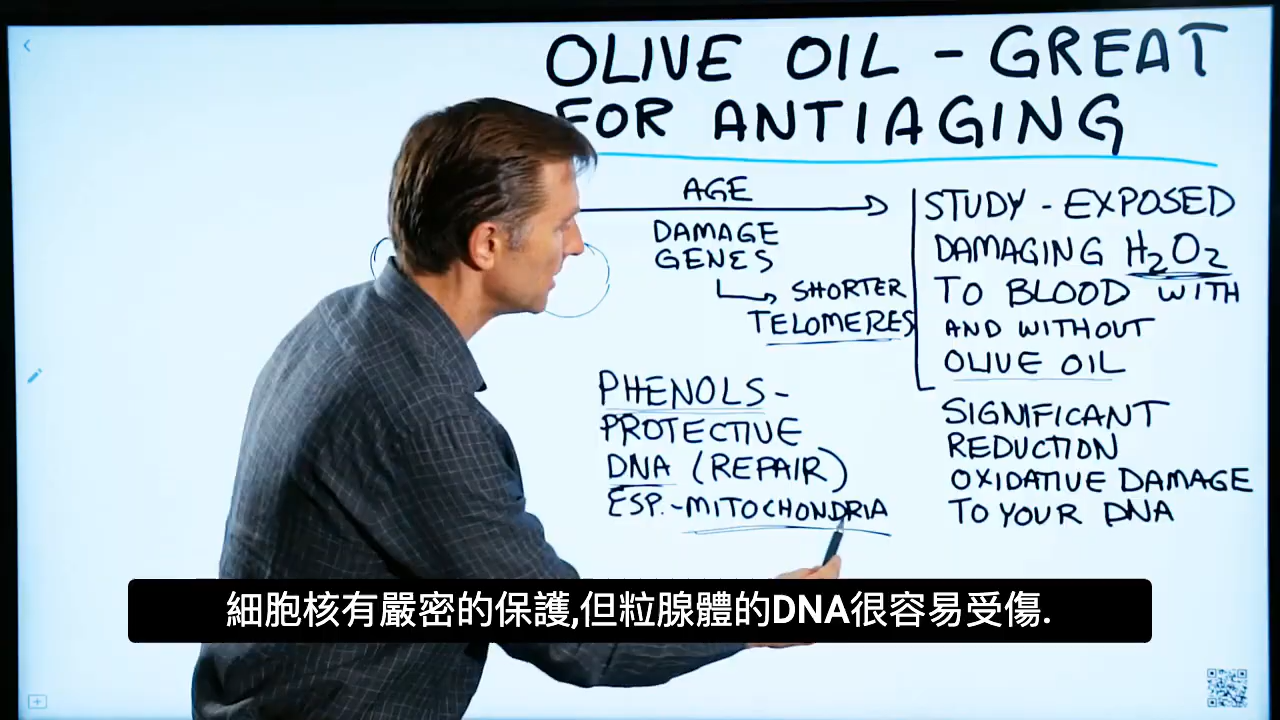 OLIVE OIL - GREAT
FOR ANTIAGING
AGE
DAMAGE
GENES
SHORTER
TELOMERES
PHENOLS -
PROTECTIVE
DNA (REPAIR)
ESP.-MITOCHONDRIA
STUDY - EXPOSED
DAMAGING H₂O₂
TO BLOOD WITH
AND WITHOUT
OLIVE OIL
SIGNIFICANT
REDUCTION
OXIDATIVE DAMAGE
TO YOUR DNA
細胞核有嚴密的保護,但粒腺體的DNA很容易受傷.